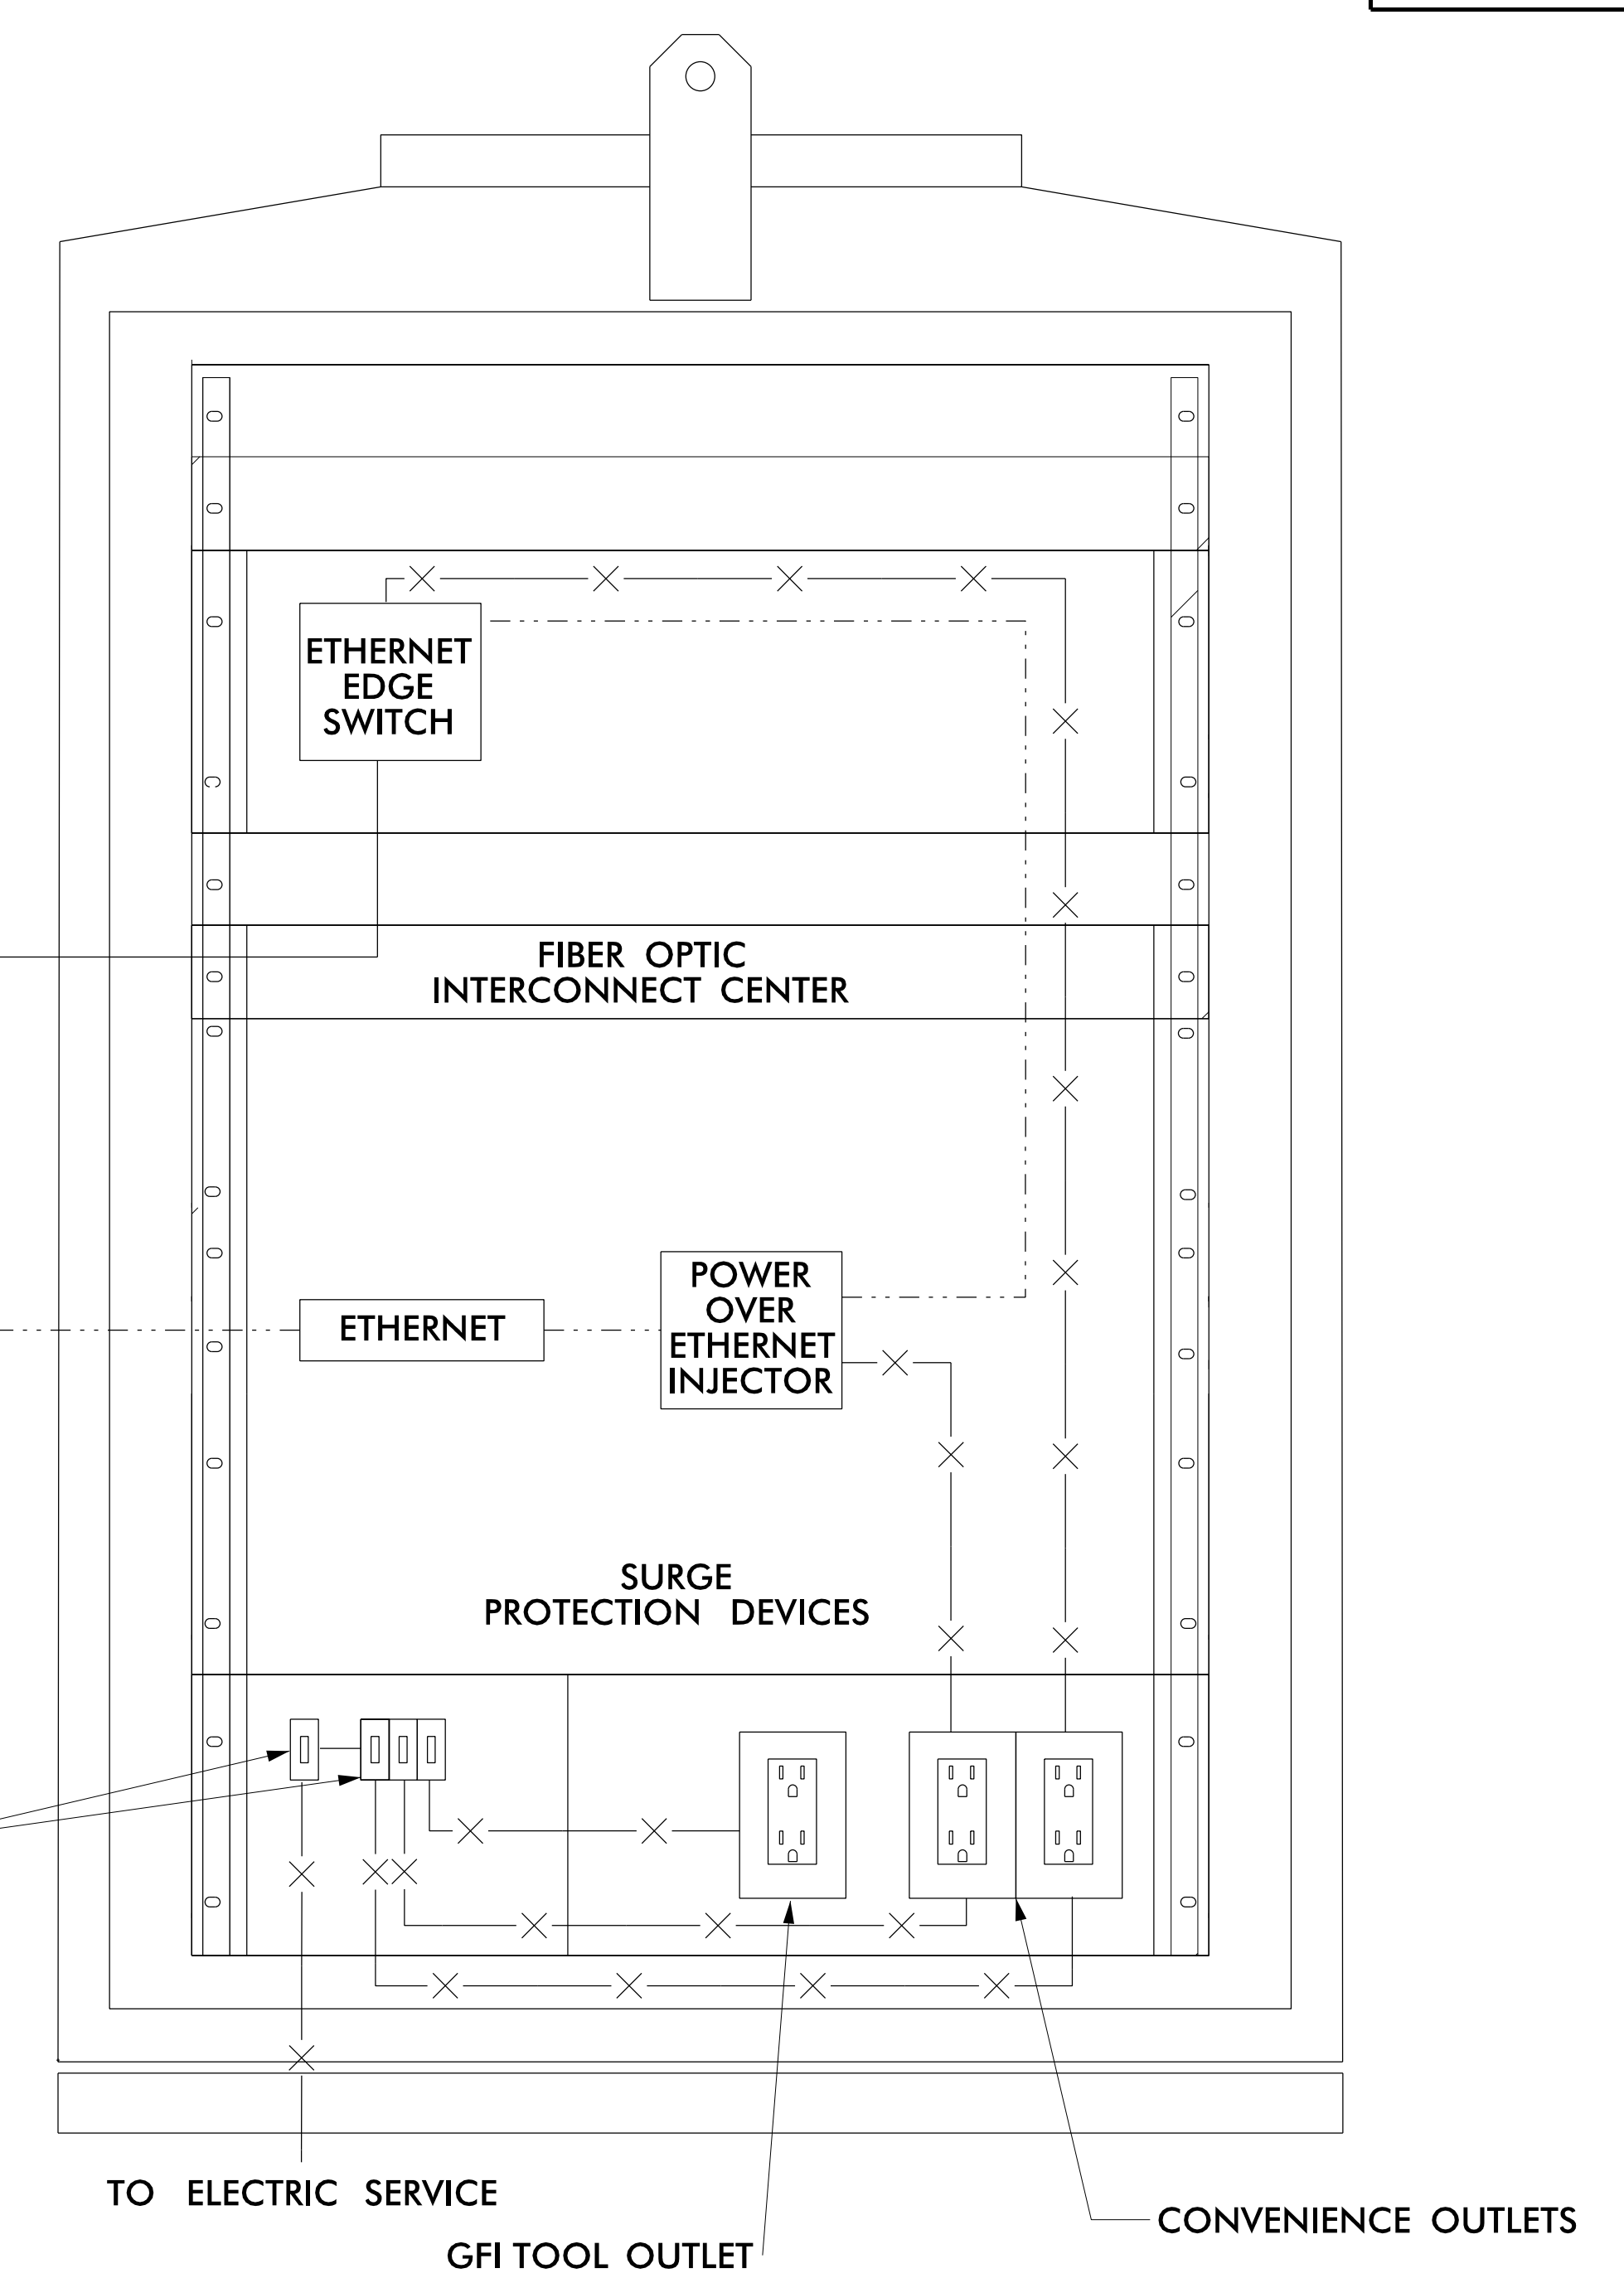 ETHERNET
EDGE
SWITCH
FIBER OPTIC
INTERCONNECT CENTER
POWER
OVER
ETHERNET
INJECTOR
ETHERNET
SURGE
PROTECTION DEVICES
TO ELECTRIC SERVICE
GFI TOOL OUTLET
CONVENIENCE OUTLETS